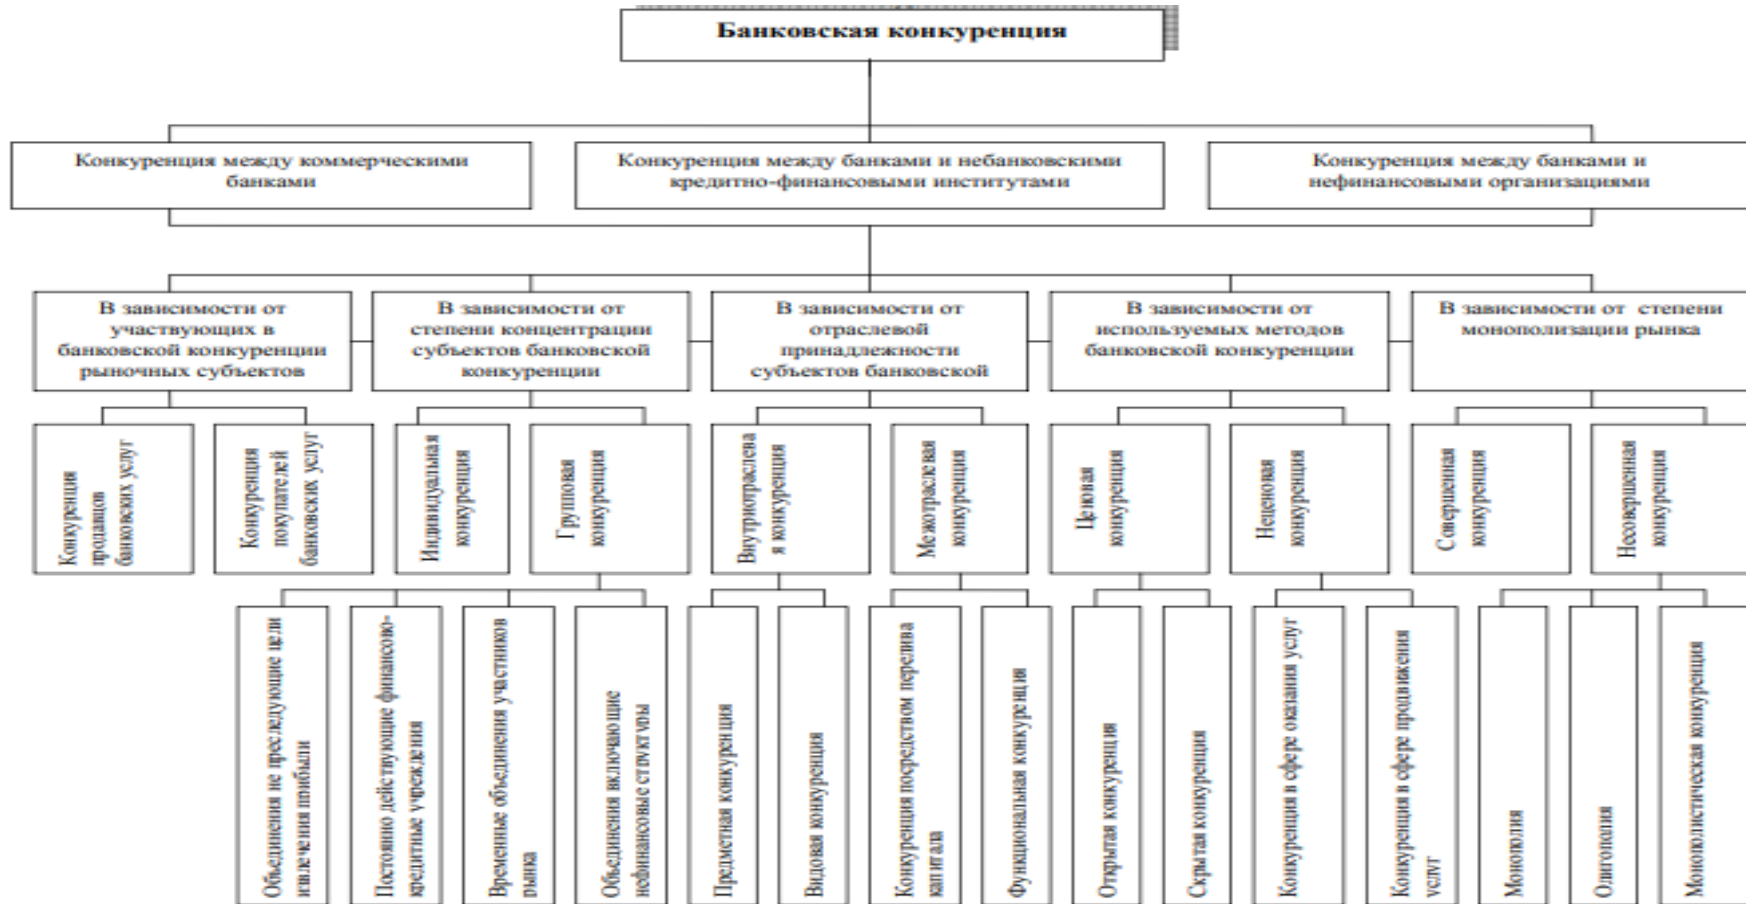 Банковская конкуренция
Конкуренция между коммерческими
банками
Конкуренция между банками и небанковскими
кредитно-финансовыми институтами
Конкуренция между банками и
нефинансовыми организациями
В зависимости от
участвующих в
банковской конкуренции
рыночных субъектов
В зависимости от
степени концентрации
субъектов банковской
конкуренции
В зависимости от
отраслевой
принадлежности
субъектов банковской
В зависимости от
используемых методов
банковской конкуренции
В зависимости от степени
монополизации рынка
Конкуренция
продавцов
банковских услуг
Конкуренция
покупателей
банковских услуг
Индивидуальная
конкуренция
Групповая
конкуренция
Внутриотраслева
я конкуренция
Межотраслевая
конкуренция
Ценовая
конкуренция
Неценовая
конкуренция
Совершенная
конкуренция
Несовершенная
конкуренция
Объединения не преследующие цели
извлечения прибыли
Постоянно действующие финансово-
кредитные учреждения
Временные объединения участников
рынка
Объединения включающие
нефинансовые структуры
Предметная конкуренция
Видовая конкуренция
Конкуренция посредством перелива
капитала
Функциональная конкуренция
Открытая конкуренция
Скрытая конкуренция
Конкуренция в сфере оказания услуг
Конкуренция в сфере продвижения
услуг
Монополия
Олигополия
Монополистическая конкуренция